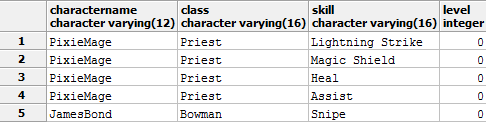 charactername class skill level
character varying(12) character varying(16) character varying(16) integer
1 PixieMage Priest Lightning Strike 0
2 PixieMage Priest Magic Shield 0
3 PixieMage Priest Heal 0
4 PixieMage Priest Assist 0
5 JamesBond Bowman Snipe 0